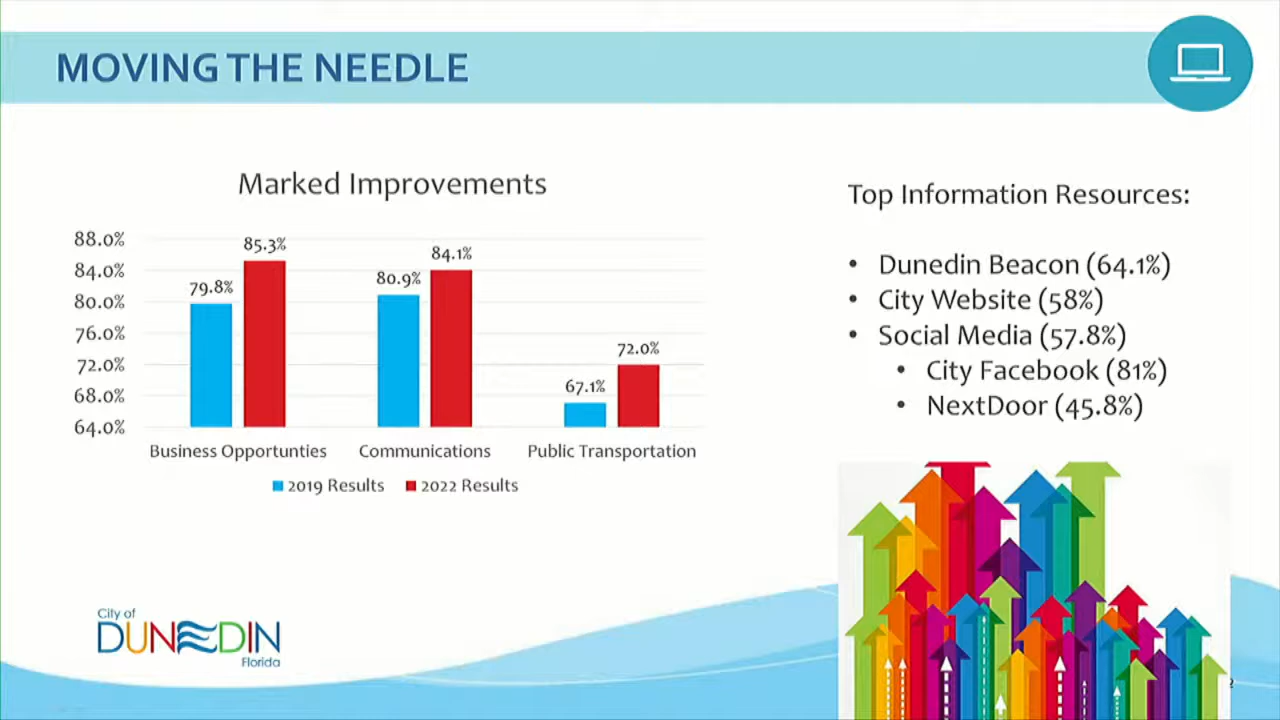 MOVING THE NEEDLE
Marked Improvements
88.0%
84.0%
80.0%
76.0%
72.0%
68.0%
64.0%
79.8%
85.3%
80.9%
84.1%
67.1%
72.0%
Business Opportunties
Communications
Public Transportation
2019 Results
2022 Results
Top Information Resources:
• Dunedin Beacon (64.1%)
• City Website (58%)
• Social Media (57.8%)
• City Facebook (81%)
• NextDoor (45.8%)
City of
DUNEDIN
Florida